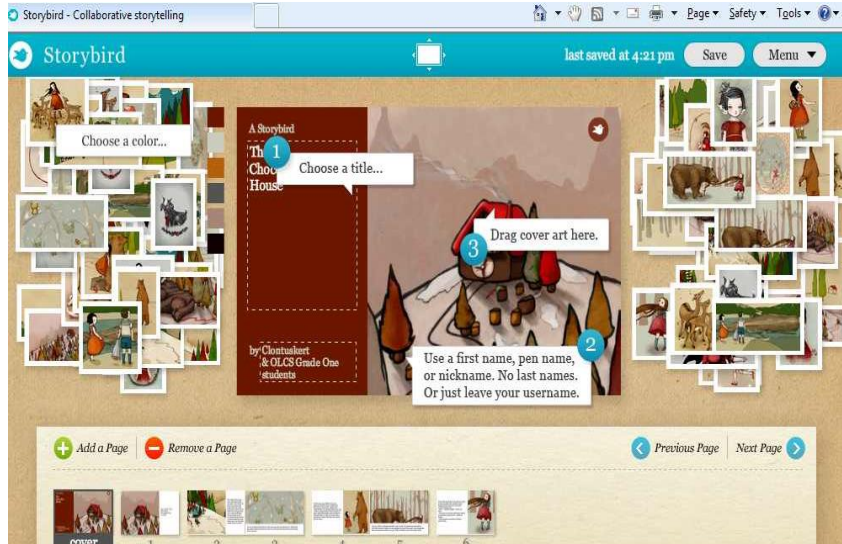 Storybird - Collaborative storytelling
Page Safety Tools
Storybird
last saved at 4:21 pm Save Menu
Choose a color...
A Storybird
1
Choose a title...
House
Drag cover art here.
3
2
by Clontuskert
& OLCS Grade One
students
Use a first name, pen name,
or nickname. No last names.
Or just leave your username.
Add a Page Remove a Page Previous Page Next Page
cover 1 2 3 4 5 6